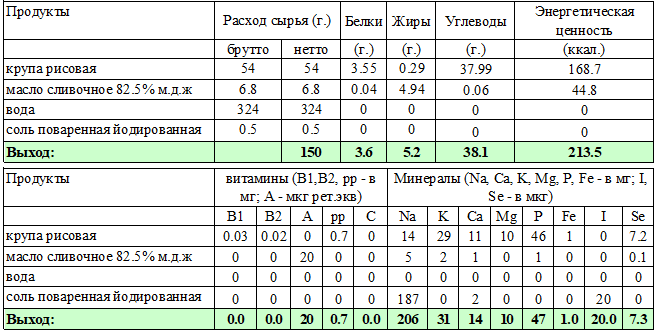 Продукты Расход сырья (г.) Белки Жиры Углеводы Энергетическая
ценность
брутто нетто (г.) (г.) (г.) (ккал.)
крупа рисовая 54 54 3.55 0.29 37.99 168.7
масло сливочное 82.5% м.д.ж 6.8 6.8 0.04 4.94 0.06 44.8
вода 324 324 0 0 0 0
соль поваренная йодированная 0.5 0.5 0 0 0 0
Выход: 150 3.6 5.2 38.1 213.5
Продукты витамины (В1,В2, рр - в Минералы (Na, Ca, K, Mg, P, Fe - в мг; I,
мг; А - мкг рет.экв) Se - в мкг)
В1 В2 А рр С Na K Ca Mg P Fe I Se
крупа рисовая 0.03 0.02 0 0.7 0 14 29 11 10 46 1 0 7.2
масло сливочное 82.5% м.д.ж 0 0 20 0 0 5 2 1 0 1 0 0 0.1
вода 0 0 0 0 0 0 0 0 0 0 0 0 0
соль поваренная йодированная 0 0 0 0 0 187 0 2 0 0 0 20 0
Выход: 0.0 0.0 20 0.7 0.0 206 31 14 10 47 1.0 20.0 7.3